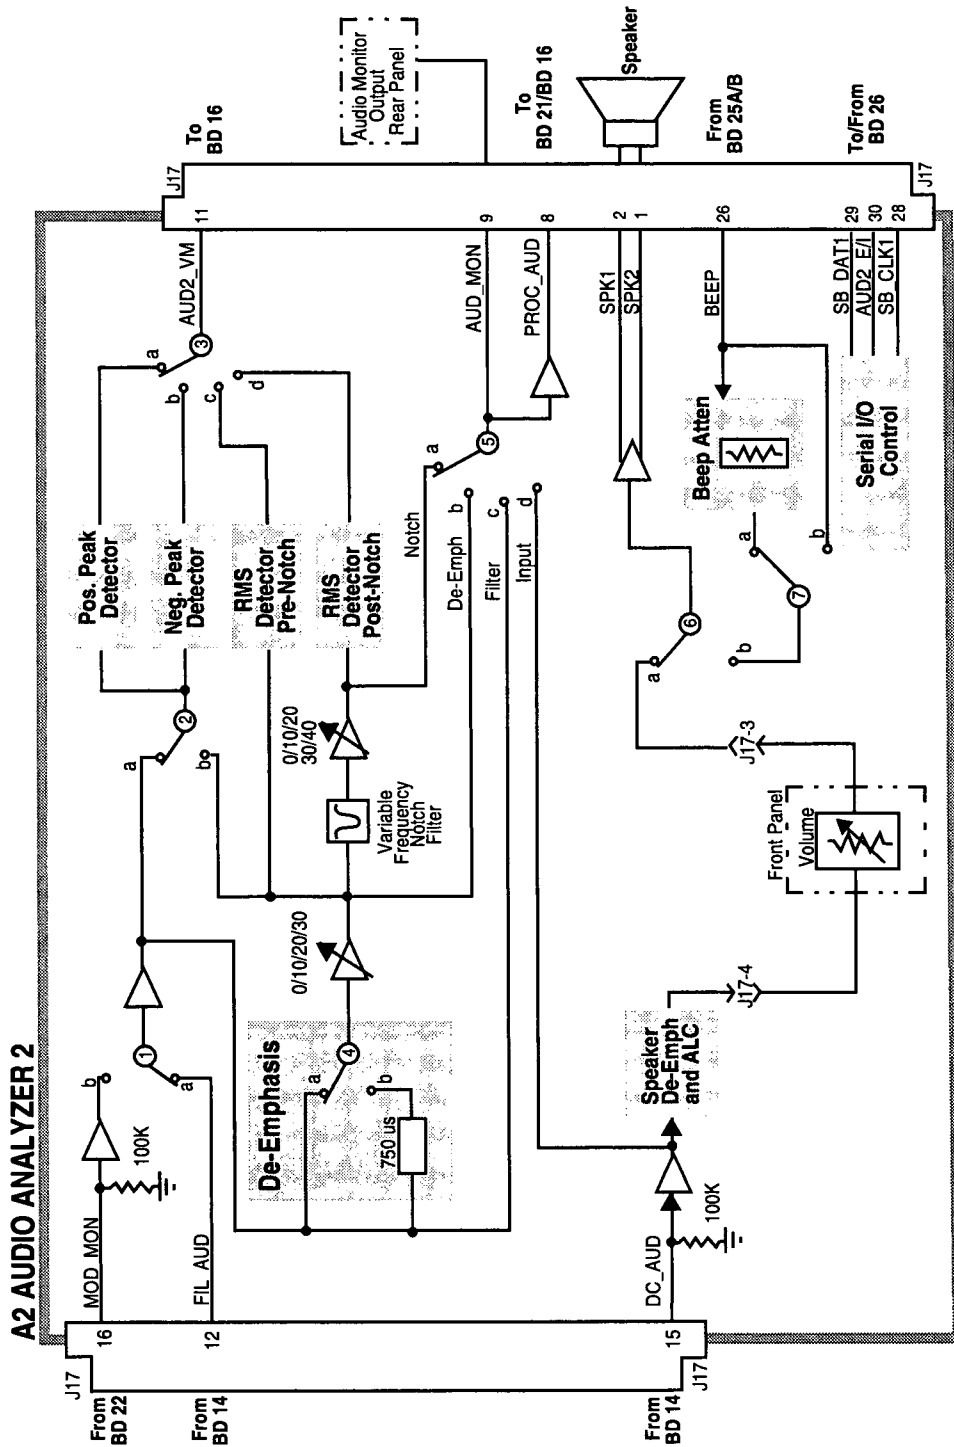 A2 AUDIO ANALYZER 2
J17
From
BD 22
16
MOD_MON
100K
b
a
1
From
BD 14
12
FIL_AUD
De-Emphasis
a
b
4
750 us
0/10/20/30
a
b
2
Variable
Frequency
Notch
Filter
0/10/20
30/40
Pos. Peak
Detector
Neg. Peak
Detector
RMS
Detector
Pre-Notch
RMS
Detector
Post-Notch
a
b
c
d
3
AUD2_VM
11
J17
To
BD 16
Notch
De-Emph
Filter
Input
a
b
c
d
5
AUD_MON
9
Audio Monitor
Output
Rear Panel
PROC_AUD
8
To
BD 21/BD 16
From
BD 14
J17
15
DC_AUD
100K
Speaker
De-Emph
and ALC
J17-4
Front Panel
Volume
J17-3
a
b
6
SPK1
SPK2
2
1
Speaker
a
b
7
Beep Atten
BEEP
26
From
BD 25A/B
Serial I/O
Control
SB_DAT1
AUD2_E/I
SB_CLK1
29
30
28
To/From
BD 26
J17